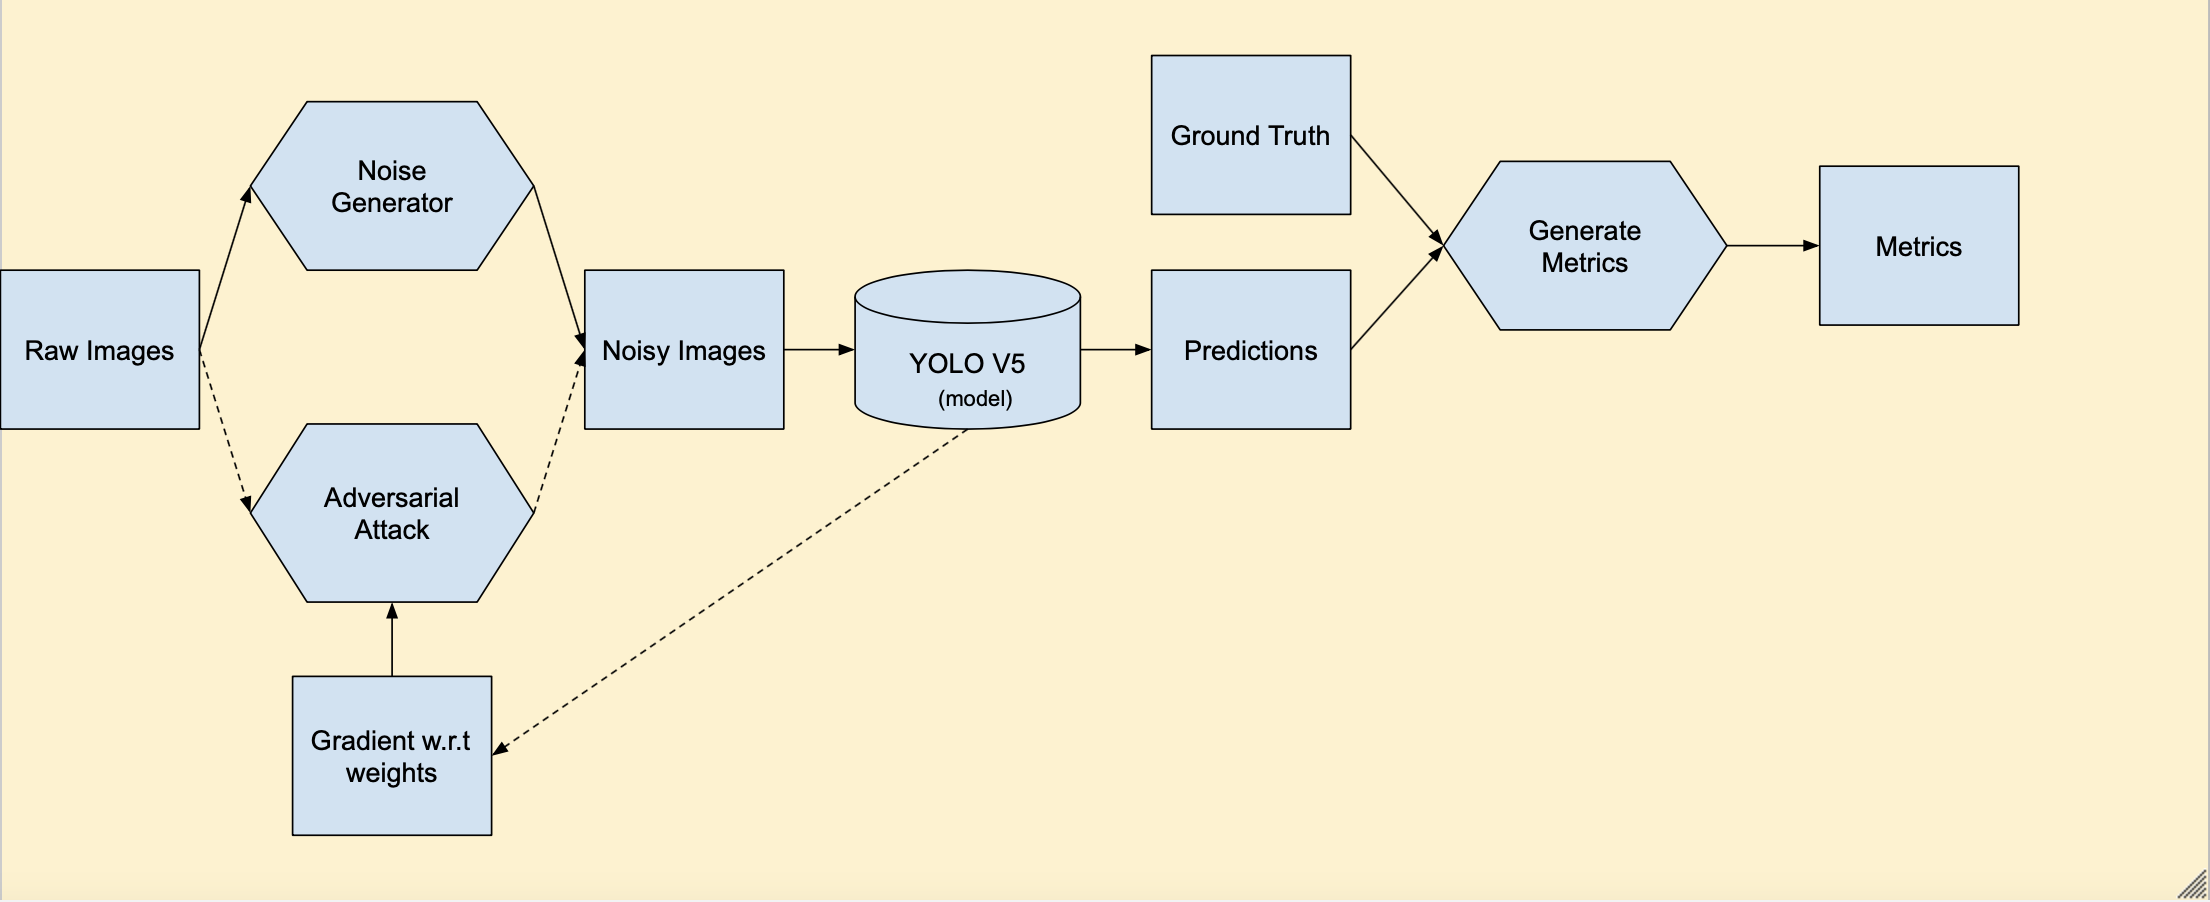 Noise
Generator
Raw Images
Adversarial
Attack
Gradient w.r.t
weights
Noisy Images
YOLO V5
(model)
Ground Truth
Predictions
Generate
Metrics
Metrics